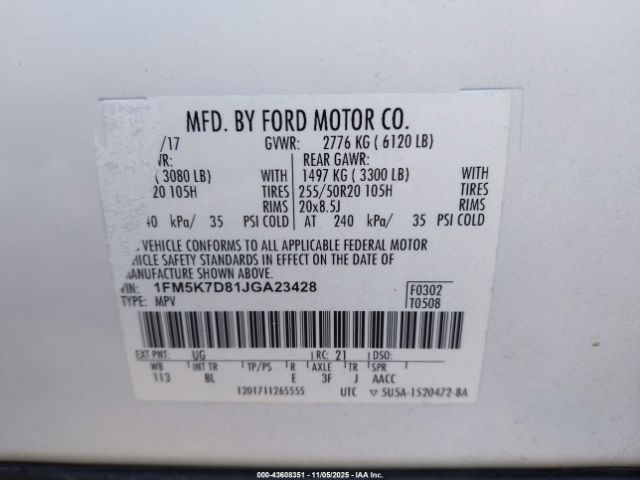 MFD. BY FORD MOTOR CO.
/17 GVWR: 2776 KG ( 6120 LB)
WR: REAR GAWR:
( 3080 LB) WITH 1497 KG ( 3300 LB) WITH
20 105H TIRES 255/50R20 105H TIRES
RIMS 20x8.5J RIMS
40 kPa/ 35 PSI COLD AT 240 kPa/ 35 PSI COLD
VEHICLE CONFORMS TO ALL APPLICABLE FEDERAL MOTOR
HICLE SAFETY STANDARDS IN EFFECT ON THE DATE OF
MANUFACTURE SHOWN ABOVE.
VIN: 1FM5K7D81JGA23428 F0302
TYPE: MPV T0508
EXT PNT: UG RC: 21 DSO:
WB INT TR TP/PS R AXLE TR SPR
113 BL E 3F J AACC
1201711265555 UTC ▽ 5USA-1520472-BA
000-43608351 - 11/05/2025 - IAA Inc.